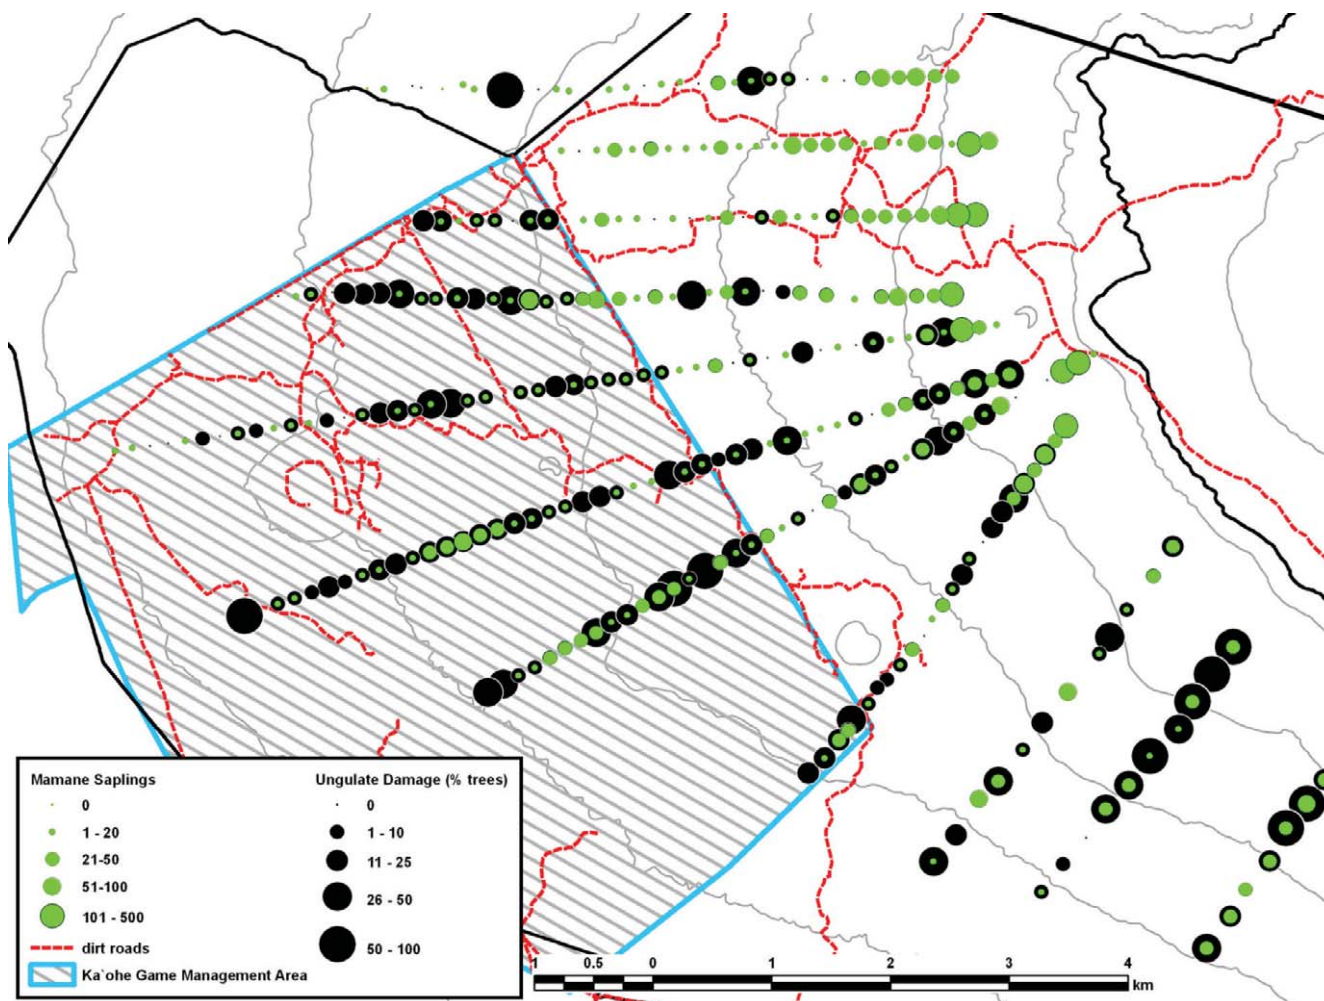 Mamane Saplings
0
1 - 20
21-50
51-100
101 - 500
dirt roads
Ka`ohe Game Management Area
Ungulate Damage (% trees)
0
1 - 10
11 - 25
26 - 50
50 - 100
1 0.5 0 1 2 3 4
km